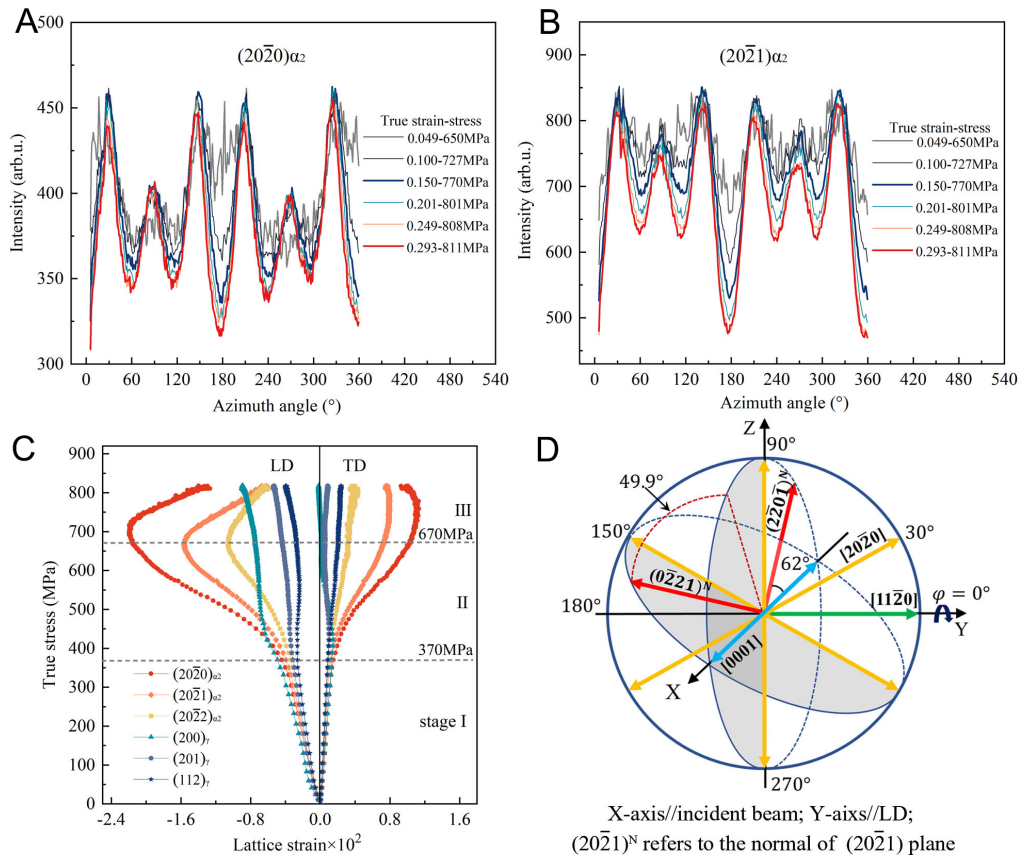 A
(202̅0)α₂
True strain-stress
0.049-650MPa
0.100-727MPa
0.150-770MPa
0.201-801MPa
0.249-808MPa
0.293-811MPa
Intensity (arb.u.)
500
450
400
350
300
0 60 120 180 240 300 360 420 480 540
Azimuth angle (°)
B
(202̅1)α₂
True strain-stress
0.049-650MPa
0.100-727MPa
0.150-770MPa
0.201-801MPa
0.249-808MPa
0.293-811MPa
Intensity (arb.u.)
900
800
700
600
500
0 60 120 180 240 300 360 420 480 540
Azimuth angle (°)
C
LD TD
III
670MPa
II
370MPa
stage I
(202̅0)α2
(202̅1)α2
(202̅2)α2
(200)γ
(201)γ
(112)γ
True stress (MPa)
900
800
700
600
500
400
300
200
100
0
-2.4 -1.6 -0.8 0.0 0.8 1.6
Lattice strain×10²
D
Z
90°
49.9°
(22̅01̅)ᴺ
150°
[202̅0]
30°
62°
(02̅21)ᴺ
[112̅0]
φ = 0°
180°
Y
[0001]
X
270°
X-axis//incident beam; Y-aixs//LD;
(202̅1)ᴺ refers to the normal of (202̅1) plane